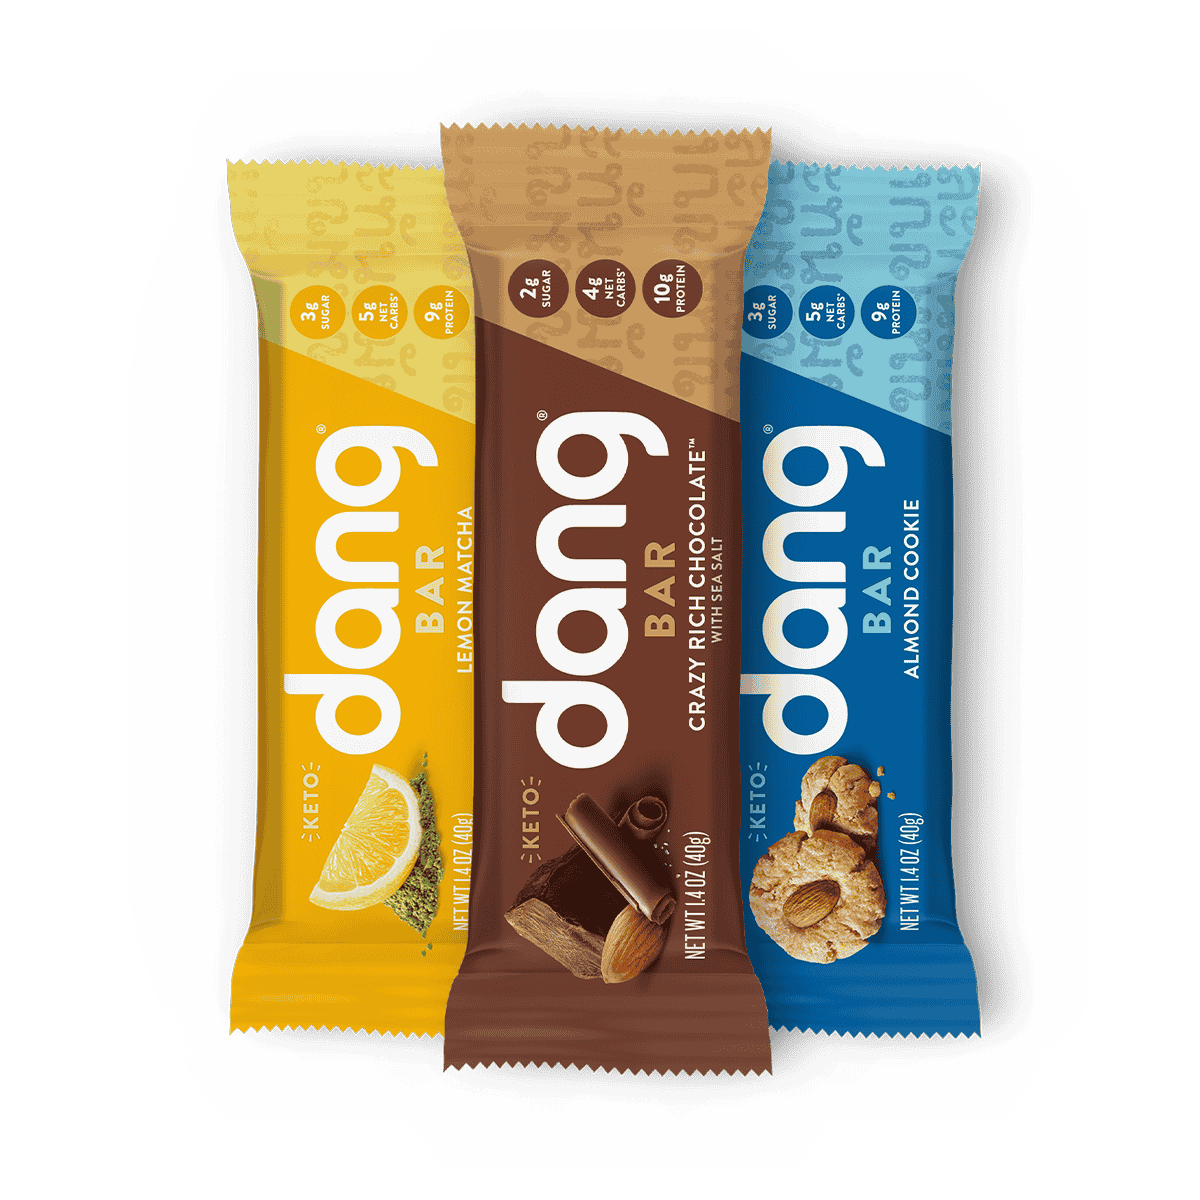 3g
SUGAR
5g
NET
CARBS*
9g
PROTEIN
dang®
BAR
LEMON MATCHA
KETO
NET WT 1.4 OZ (40g)
2g
SUGAR
4g
NET
CARBS*
10g
PROTEIN
dang®
BAR
CRAZY RICH CHOCOLATE™
WITH SEA SALT
KETO
NET WT 1.4 OZ (40g)
3g
SUGAR
5g
NET
CARBS*
9g
PROTEIN
dang®
BAR
ALMOND COOKIE
KETO
NET WT 1.4 OZ (40g)